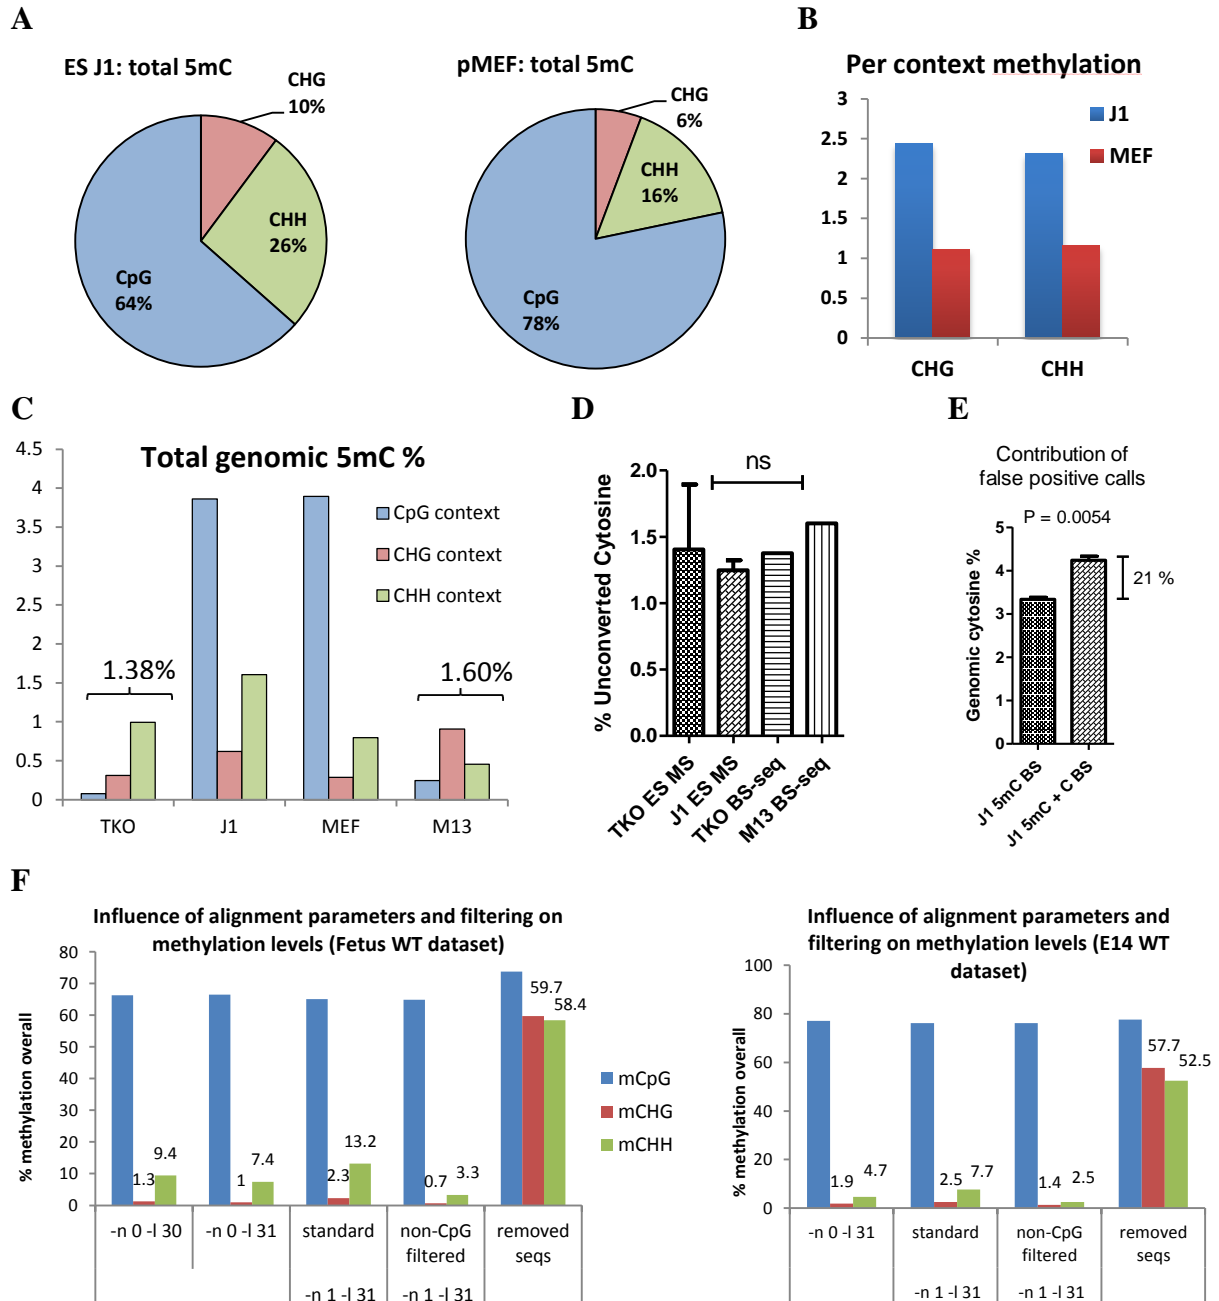 A
ES J1: total 5mC
CHG
10%
CHH
26%
CpG
64%
pMEF: total 5mC
CHG
6%
CHH
16%
CpG
78%
B
Per context methylation
3
2.5
2
1.5
1
0.5
0
J1
MEF
CHG
CHH
C
Total genomic 5mC %
4.5
4
3.5
3
2.5
2
1.5
1
0.5
0
CpG context
CHG context
CHH context
1.38%
1.60%
TKO
J1
MEF
M13
D
% Unconverted Cytosine
2.0
1.5
1.0
0.5
0.0
ns
TKO ES MS
J1 ES MS
TKO BS-seq
M13 BS-seq
E
Contribution of
false positive calls
P = 0.0054
Genomic cytosine %
5
4
3
2
1
0
21 %
J1 5mC BS
J1 5mC + C BS
F
Influence of alignment parameters and filtering on
methylation levels (Fetus WT dataset)
% methylation overall
80
70
60
50
40
30
20
10
0
1.3
9.4
1
7.4
2.3
13.2
0.7
3.3
59.7
58.4
-n 0 -l 30
-n 0 -l 31
standard
non-CpG
filtered
removed
seqs
-n 1 -l 31
-n 1 -l 31
mCpG
mCHG
mCHH
Influence of alignment parameters and
filtering on methylation levels (E14 WT
dataset)
% methylation overall
100
80
60
40
20
0
1.9
4.7
2.5
7.7
1.4
2.5
57.7
52.5
-n 0 -l 31
standard
non-CpG
filtered
removed
seqs
-n 1 -l 31
-n 1 -l 31